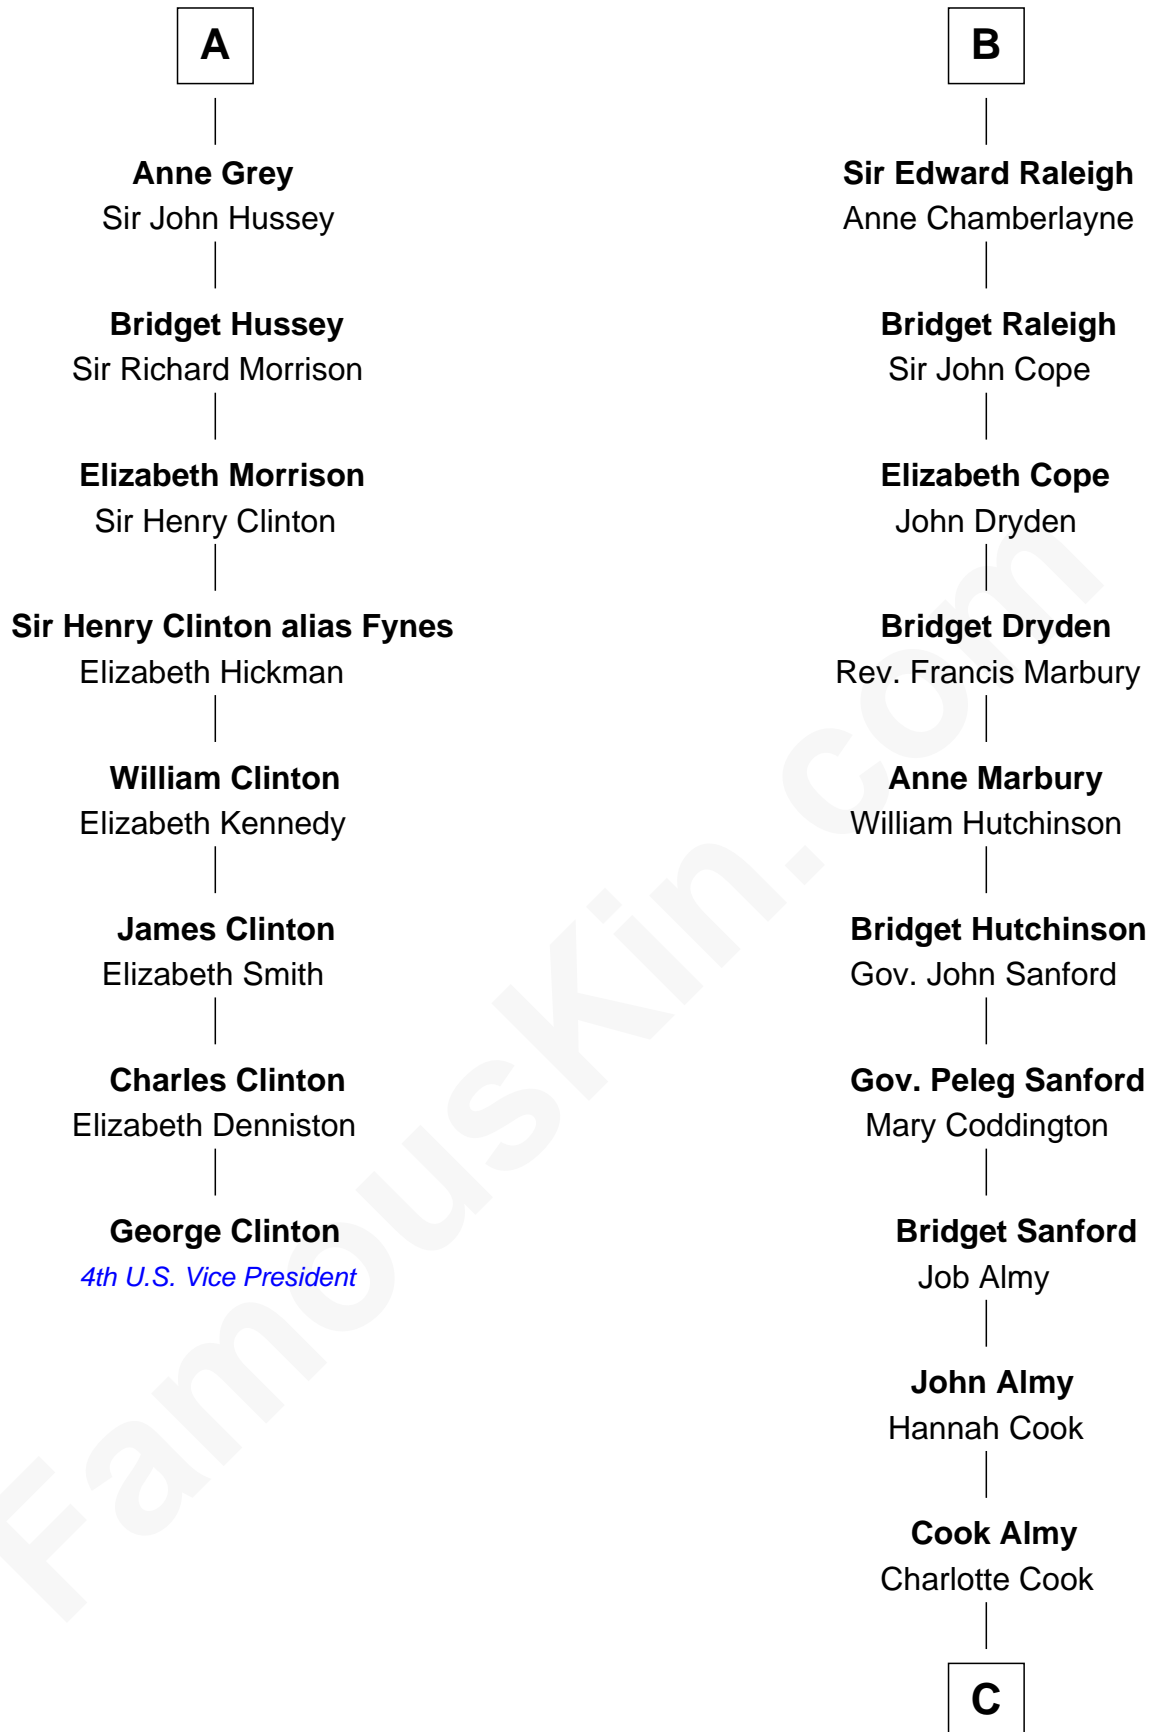 A
Anne Grey
Sir John Hussey
Bridget Hussey
Sir Richard Morrison
Elizabeth Morrison
Sir Henry Clinton
Sir Henry Clinton alias Fynes
Elizabeth Hickman
William Clinton
Elizabeth Kennedy
James Clinton
Elizabeth Smith
Charles Clinton
Elizabeth Denniston
George Clinton
4th U.S. Vice President
B
Sir Edward Raleigh
Anne Chamberlayne
Bridget Raleigh
Sir John Cope
Elizabeth Cope
John Dryden
Bridget Dryden
Rev. Francis Marbury
Anne Marbury
William Hutchinson
Bridget Hutchinson
Gov. John Sanford
Gov. Peleg Sanford
Mary Coddington
Bridget Sanford
Job Almy
John Almy
Hannah Cook
Cook Almy
Charlotte Cook
C
FamousKin.com